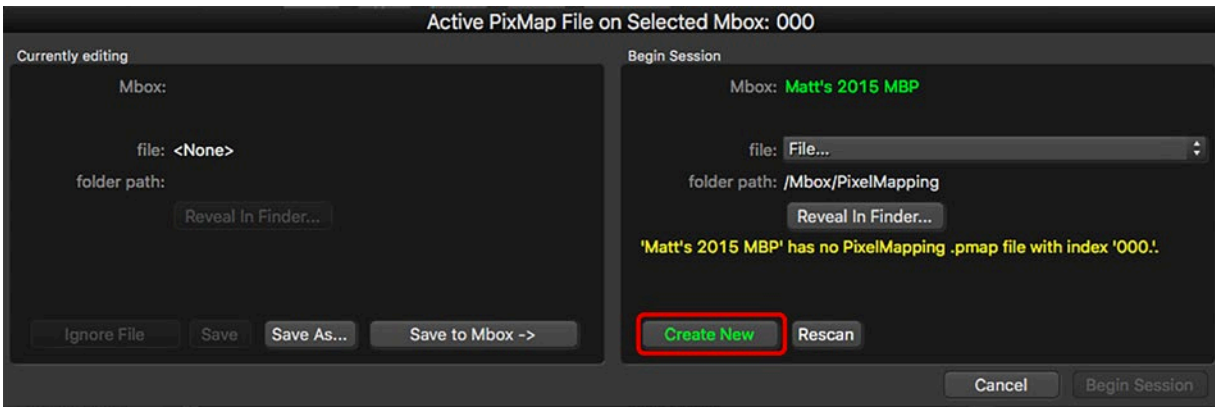 Active PixMap File on Selected Mbox: 000
Currently editing
Mbox:
file: <None>
folder path:
Reveal In Finder...
Ignore File Save Save As... Save to Mbox ->
Begin Session
Mbox: Matt's 2015 MBP
file: File...
folder path: /Mbox/PixelMapping
Reveal In Finder...
'Matt's 2015 MBP' has no PixelMapping .pmap file with index '000.'.
Create New Rescan
Cancel Begin Session